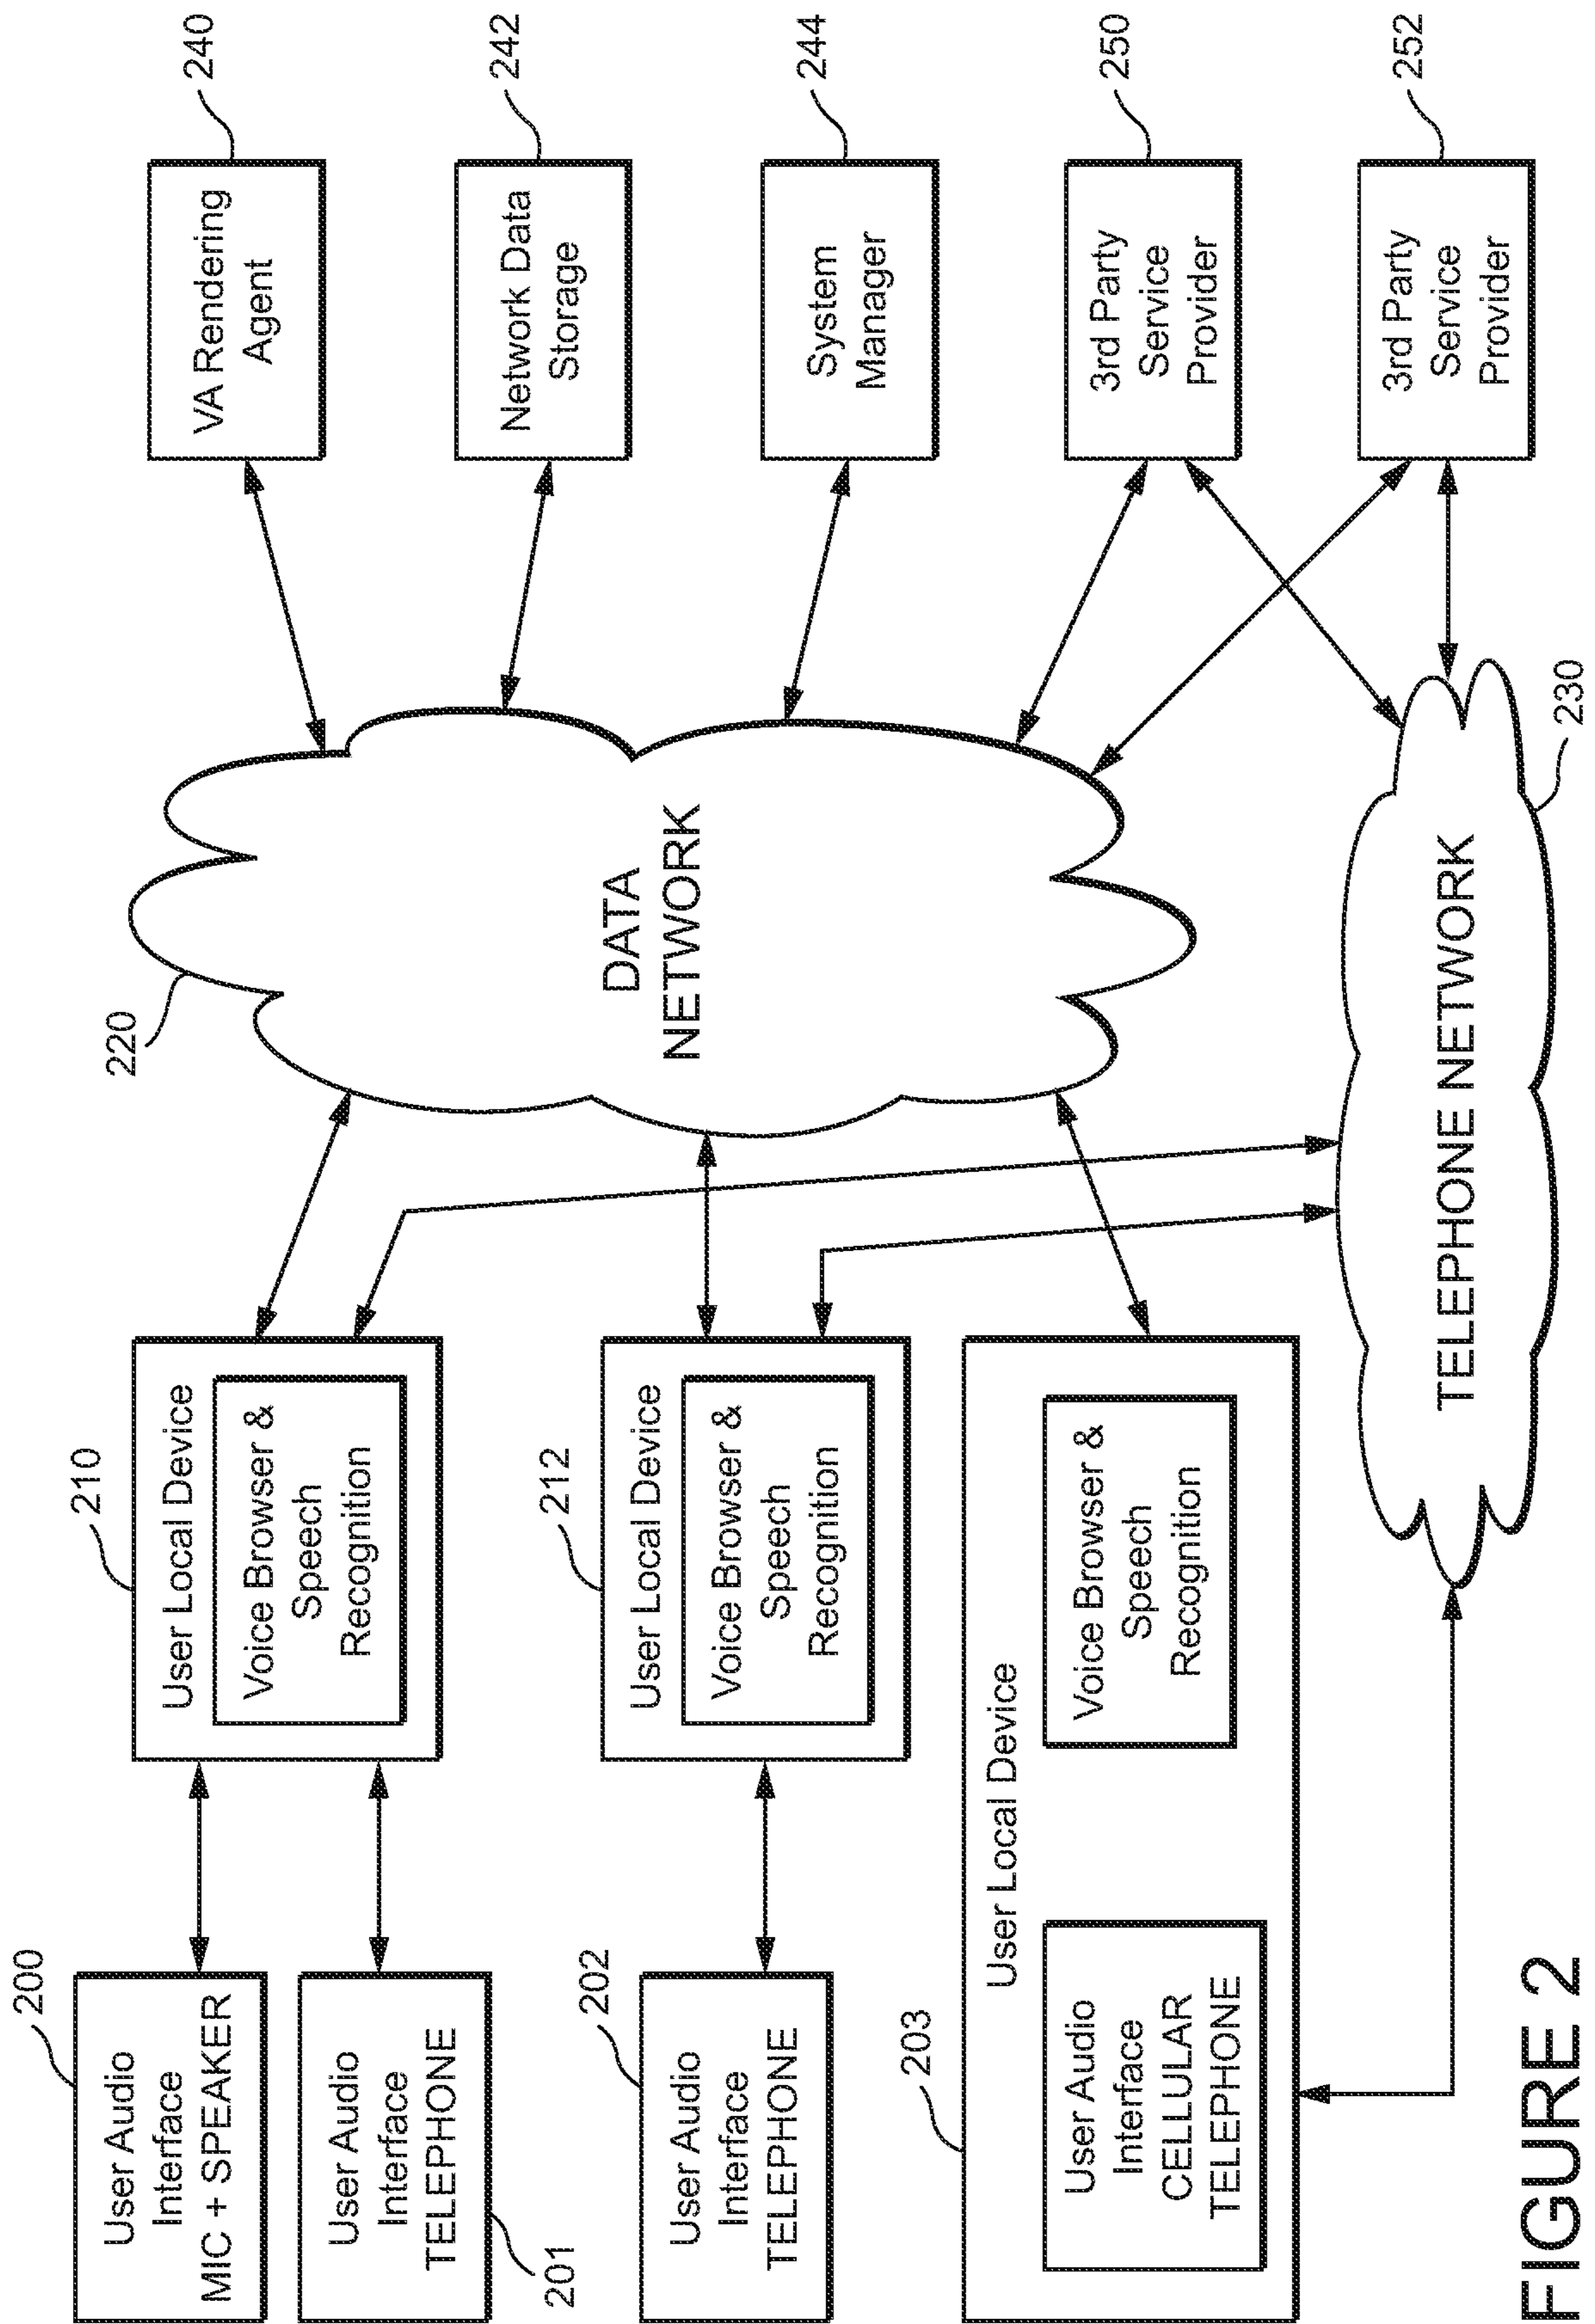 200
User Audio
Interface
MIC + SPEAKER
User Audio
Interface
TELEPHONE
201
202
User Audio
Interface
TELEPHONE
203
User Local Device
User Audio
Interface
CELLULAR
TELEPHONE
Voice Browser &
Speech
Recognition
210
User Local Device
Voice Browser &
Speech
Recognition
212
User Local Device
Voice Browser &
Speech
Recognition
220
DATA
NETWORK
TELEPHONE NETWORK
230
VA Rendering
Agent
240
Network Data
Storage
242
System
Manager
244
3rd Party
Service
Provider
250
3rd Party
Service
Provider
252
FIGURE 2